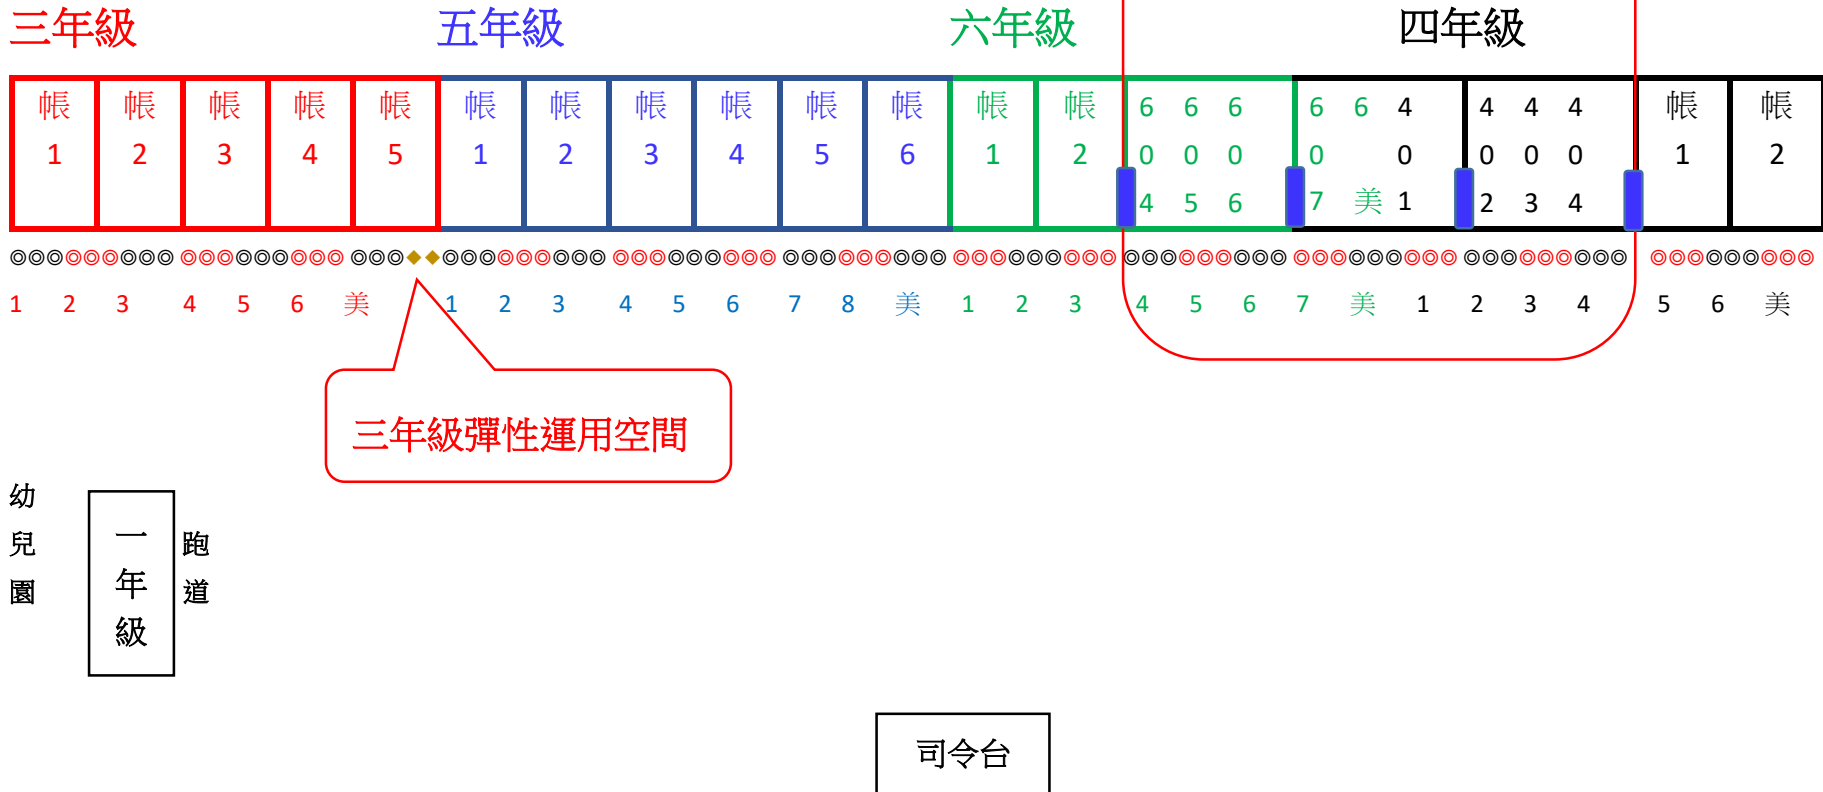 三年級 五年級 六年級 四年級
帳 帳 帳 帳 帳 帳 帳 帳 帳 帳 帳 帳 帳 6 6 6 6 6 4 4 4 4 帳 帳
1 2 3 4 5 1 2 3 4 5 6 1 2 0 0 0 0 0 0 0 0 1 2
4 5 6 7 美 1 2 3 4
◎◎◎◎◎◎◎◎◎ ◎◎◎◎◎◎◎◎◎ ◎◎◎◆◆◎◎◎◎◎◎◎◎◎ ◎◎◎◎◎◎◎◎◎ ◎◎◎◎◎◎◎◎◎ ◎◎◎◎◎◎◎◎◎ ◎◎◎◎◎◎◎◎◎ ◎◎◎◎◎◎◎◎◎ ◎◎◎◎◎◎◎◎◎ ◎◎◎◎◎◎◎◎◎
1 2 3 4 5 6 美 1 2 3 4 5 6 7 8 美 1 2 3 4 5 6 7 美 1 2 3 4 5 6 美
三年級彈性運用空間
幼兒園
一年級
跑道
司令台